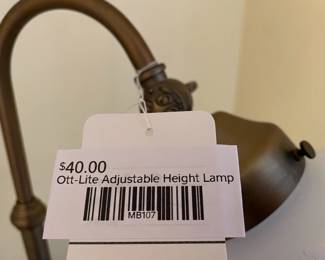 $40.00
Ott-Lite Adjustable Height Lamp
MB107